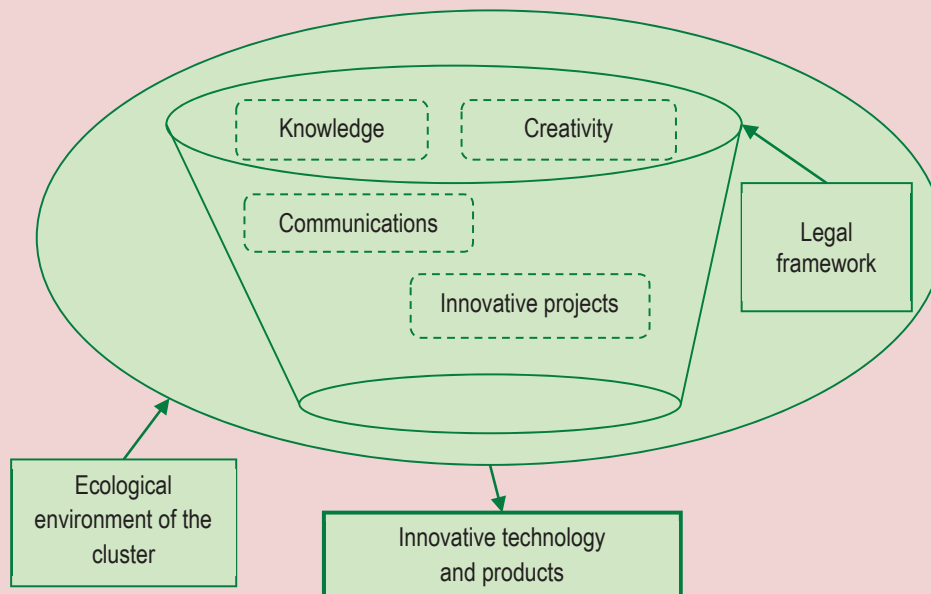 Knowledge
Creativity
Communications
Innovative projects
Legal
framework
Ecological
environment of the
cluster
Innovative technology
and products